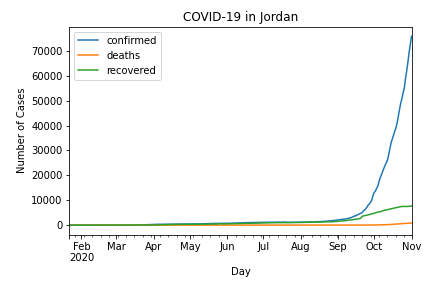 COVID-19 in Jordan
confirmed
deaths
recovered
Number of Cases
70000
60000
50000
40000
30000
20000
10000
0
Feb Mar Apr May Jun Jul Aug Sep Oct Nov
2020
Day